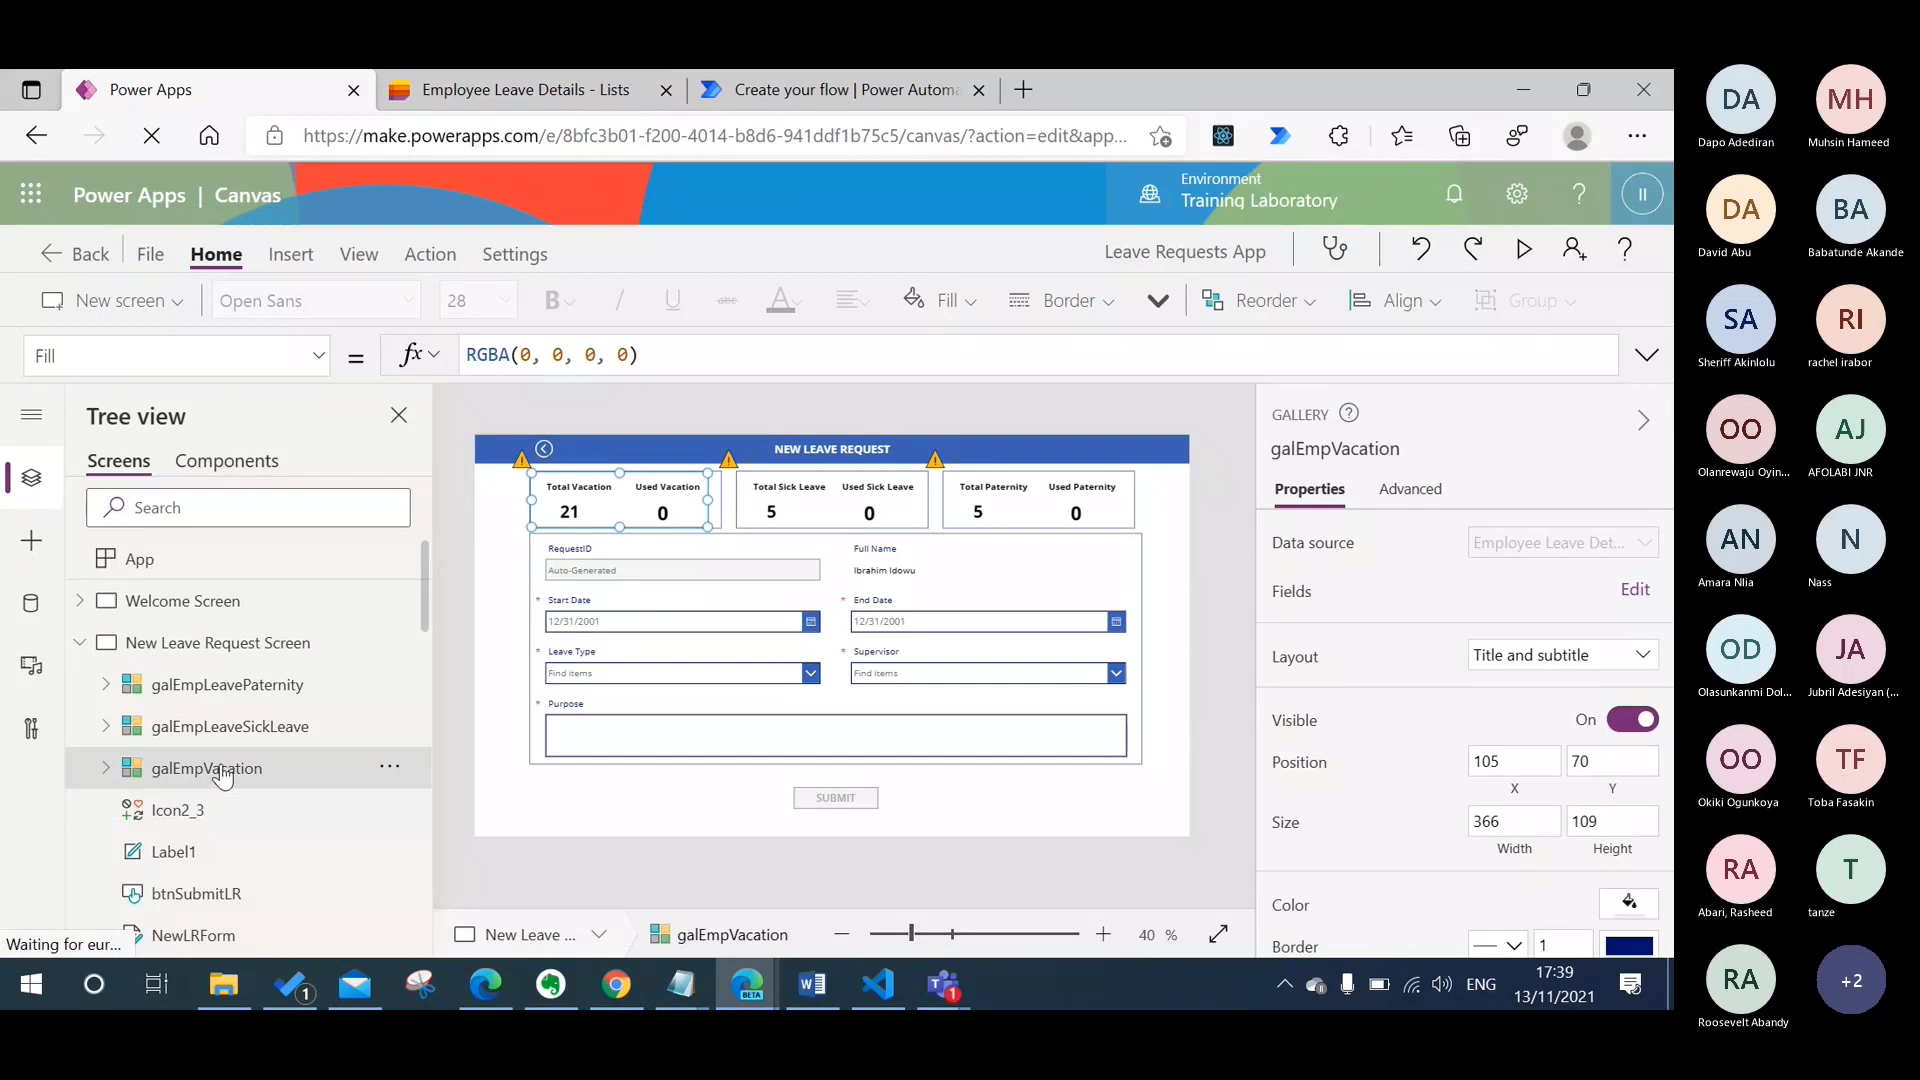 Power Apps
Employee Leave Details - Lists
Create your flow | Power Automa
https://make.powerapps.com/e/8bfc3b01-f200-4014-b8d6-941ddf1b75c5/canvas/?action=edit&app...
Power Apps | Canvas
Environment
Training Laboratory
II
Back
File
Home
Insert
View
Action
Settings
Leave Requests App
New screen
Open Sans
28
B
/
U
abc
A
Fill
Border
Reorder
Align
Group
Fill
=
fx
RGBA(0, 0, 0, 0)
Tree view
Screens
Components
Search
App
Welcome Screen
New Leave Request Screen
galEmpLeavePaternity
galEmpLeaveSickLeave
galEmpVacation
Icon2_3
Label1
btnSubmitLR
NewLRForm
Waiting for eur...
NEW LEAVE REQUEST
Total Vacation
Used Vacation
Total Sick Leave
Used Sick Leave
Total Paternity
Used Paternity
21
0
5
0
5
0
RequestID
Full Name
Auto-Generated
Ibrahim Idowu
* Start Date
* End Date
12/31/2001
12/31/2001
* Leave Type
* Supervisor
Find items
Find items
* Purpose
SUBMIT
New Leave ...
galEmpVacation
40 %
GALLERY
galEmpVacation
Properties
Advanced
Data source
Employee Leave Det...
Fields
Edit
Layout
Title and subtitle
Visible
On
Position
105
70
X
Y
Size
366
109
Width
Height
Color
Border
1
1
BETA
1
ENG
17:39
13/11/2021
DA
Dapo Adediran
MH
Muhsin Hameed
DA
David Abu
BA
Babatunde Akande
SA
Sheriff Akinlolu
RI
rachel irabor
OO
Olanrewaju Oyin...
AJ
AFOLABI JNR
AN
Amara Nlia
N
Nass
OD
Olasunkanmi Dol...
JA
Jubril Adesiyan (...
OO
Okiki Ogunkoya
TF
Toba Fasakin
RA
Abari, Rasheed
T
tanze
RA
Roosevelt Abandy
+2